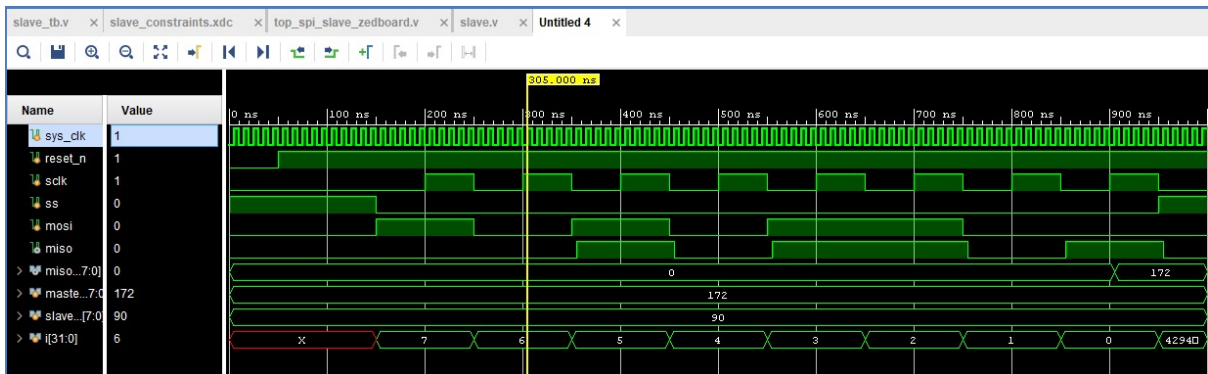 slave_tb.v × slave_constraints.xdc × top_spi_slave_zedboard.v × slave.v × Untitled 4 ×
305.000 ns
Name Value
0 ns 100 ns 200 ns 300 ns 400 ns 500 ns 600 ns 700 ns 800 ns 900 ns
sys_clk 1
reset_n 1
sclk 1
ss 0
mosi 0
miso 0
miso...7:0] 0 0 172
maste...7:0 172 172
slave...[7:0 90 90
i[31:0] 6 X 7 6 5 4 3 2 1 0 4294